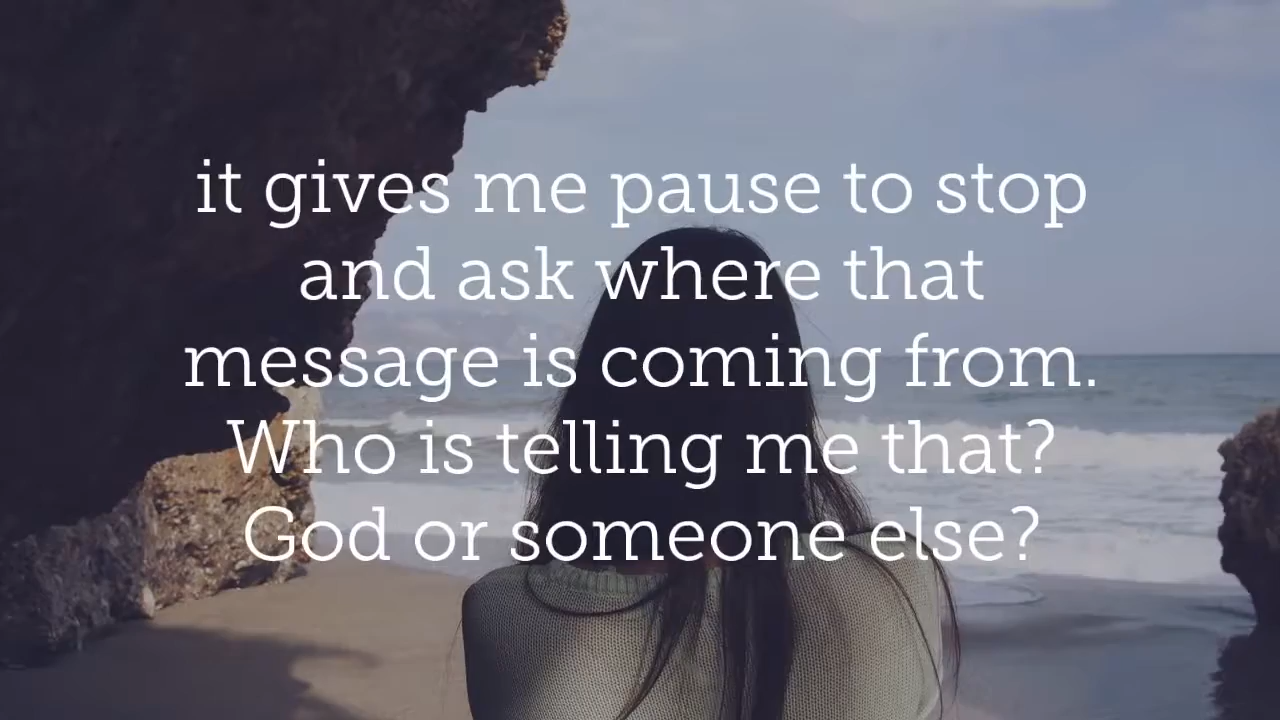 it gives me pause to stop
and ask where that
message is coming from.
Who is telling me that?
God or someone else?